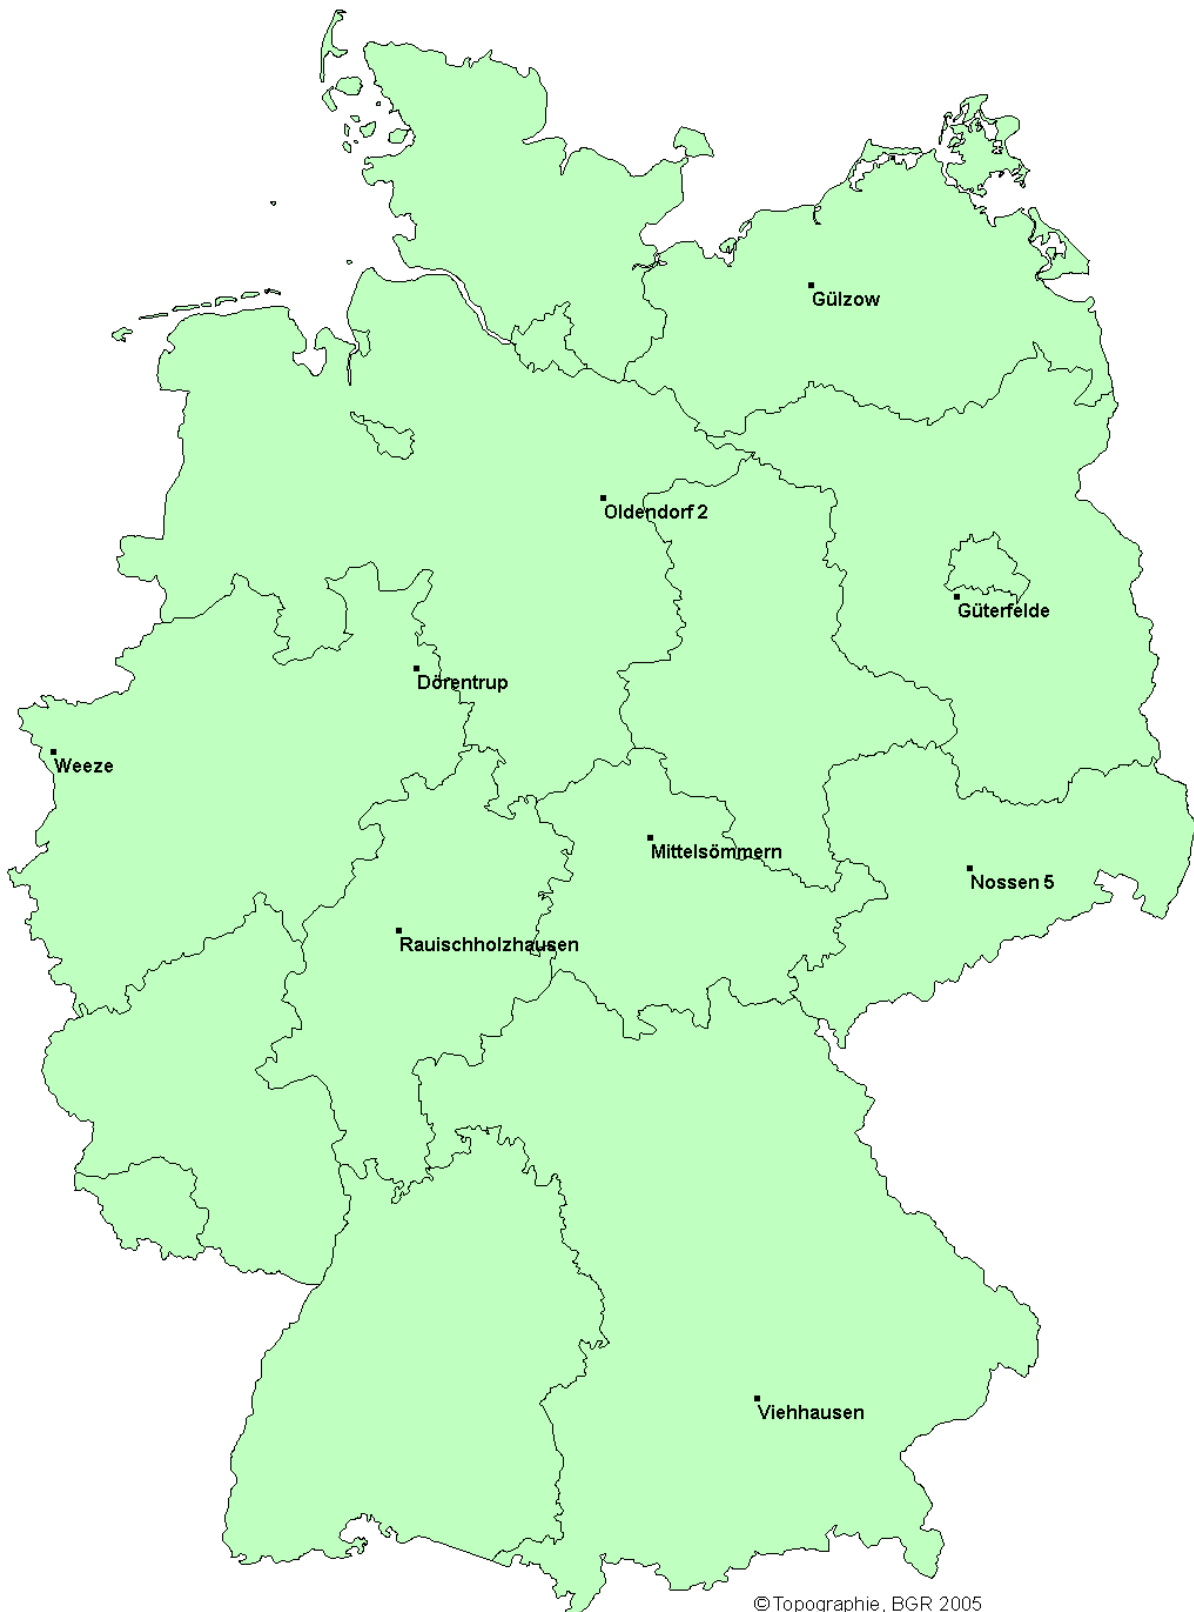 Gülzow
Oldendorf 2
Güterfelde
Dörentrup
Weeze
Mittelsömmern
Nossen 5
Rauischholzhausen
Viehhausen
©Topographie, BGR 2005